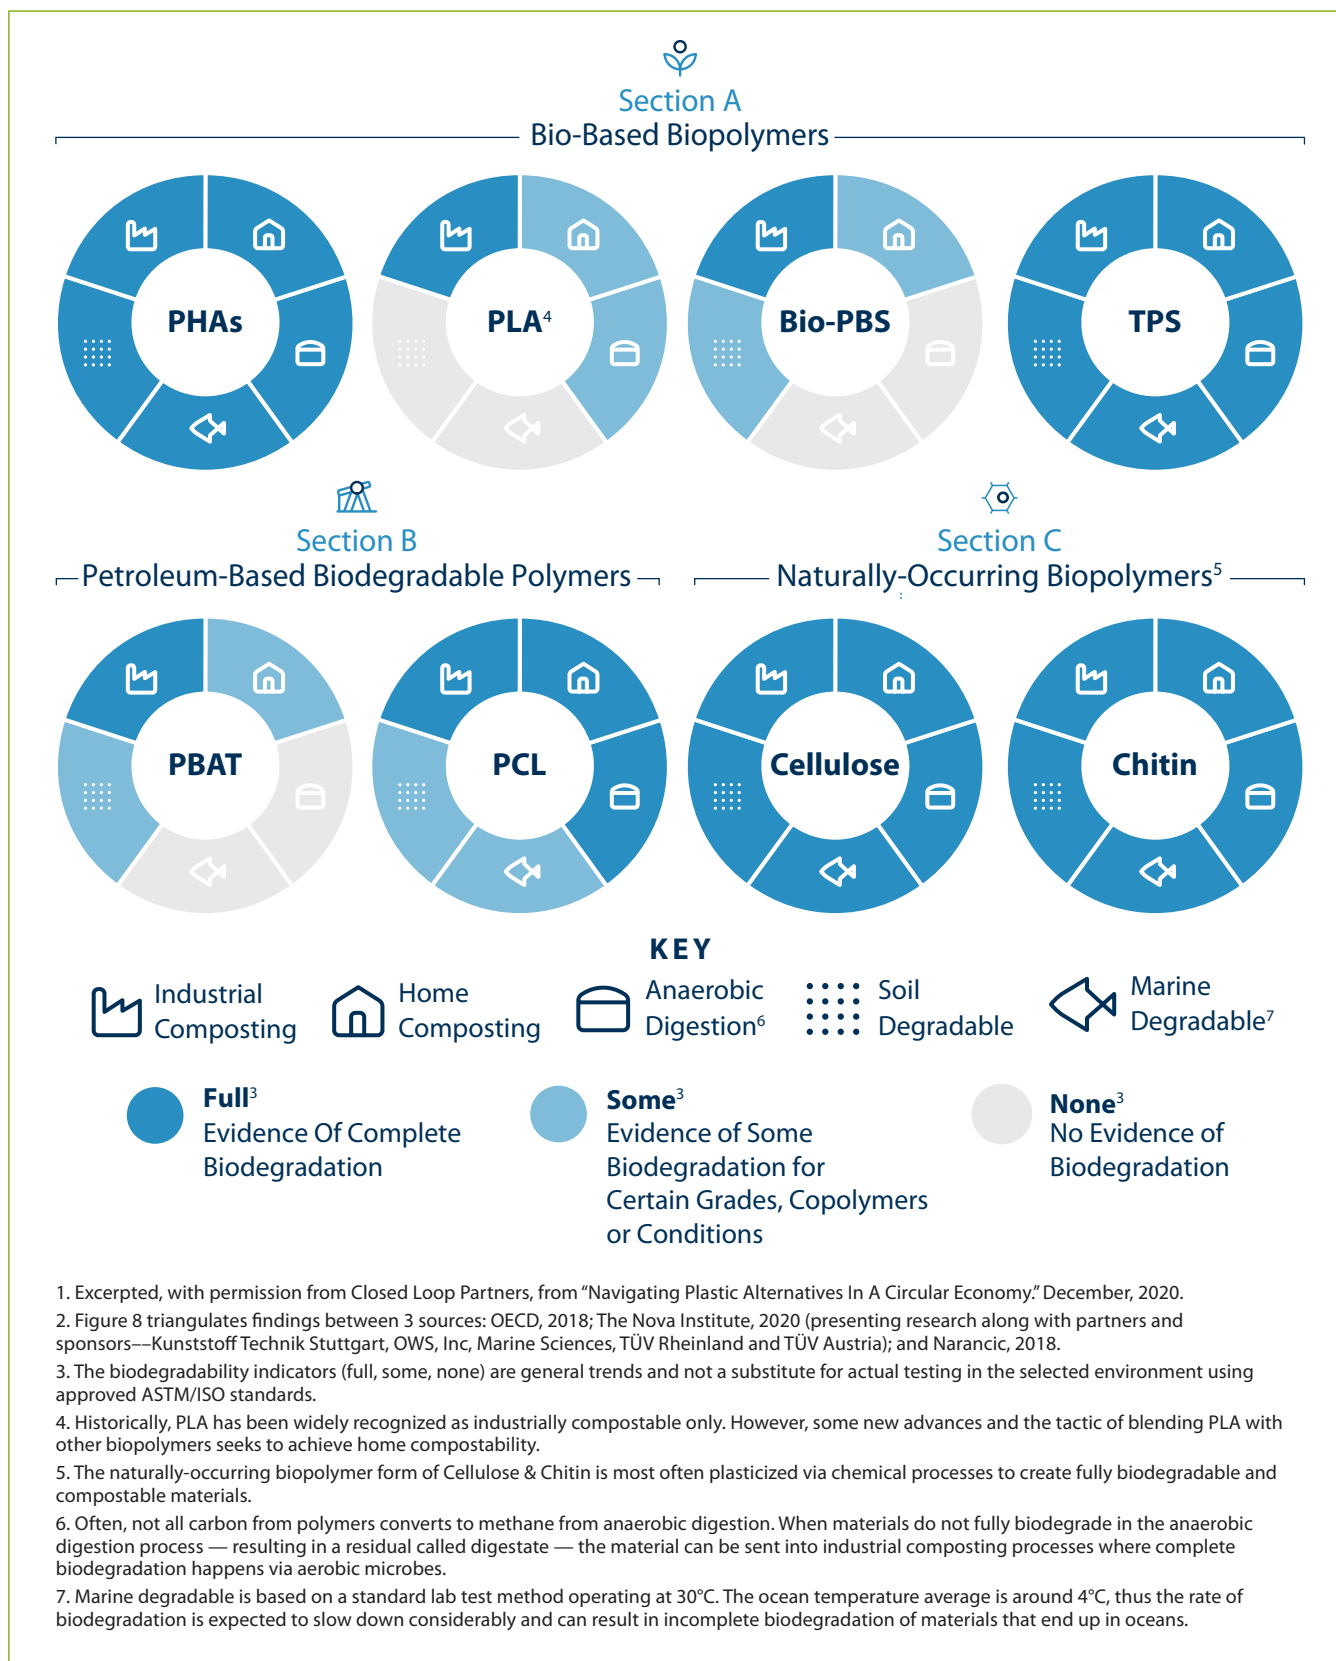 Section A
Bio-Based Biopolymers
PHAs
PLA4
Bio-PBS
TPS
Section B
Petroleum-Based Biodegradable Polymers
Section C
Naturally-Occurring Biopolymers5
PBAT
PCL
Cellulose
Chitin
KEY
Industrial
Composting
Home
Composting
Anaerobic
Digestion6
Soil
Degradable
Marine
Degradable7
Full3
Evidence Of Complete
Biodegradation
Some3
Evidence of Some
Biodegradation for
Certain Grades, Copolymers
or Conditions
None3
No Evidence of
Biodegradation
1. Excerpted, with permission from Closed Loop Partners, from “Navigating Plastic Alternatives In A Circular Economy.” December, 2020.
2. Figure 8 triangulates findings between 3 sources: OECD, 2018; The Nova Institute, 2020 (presenting research along with partners and
sponsors––Kunststoff Technik Stuttgart, OWS, Inc, Marine Sciences, TÜV Rheinland and TÜV Austria); and Narancic, 2018.
3. The biodegradability indicators (full, some, none) are general trends and not a substitute for actual testing in the selected environment using
approved ASTM/ISO standards.
4. Historically, PLA has been widely recognized as industrially compostable only. However, some new advances and the tactic of blending PLA with
other biopolymers seeks to achieve home compostability.
5. The naturally-occurring biopolymer form of Cellulose & Chitin is most often plasticized via chemical processes to create fully biodegradable and
compostable materials.
6. Often, not all carbon from polymers converts to methane from anaerobic digestion. When materials do not fully biodegrade in the anaerobic
digestion process — resulting in a residual called digestate — the material can be sent into industrial composting processes where complete
biodegradation happens via aerobic microbes.
7. Marine degradable is based on a standard lab test method operating at 30°C. The ocean temperature average is around 4°C, thus the rate of
biodegradation is expected to slow down considerably and can result in incomplete biodegradation of materials that end up in oceans.